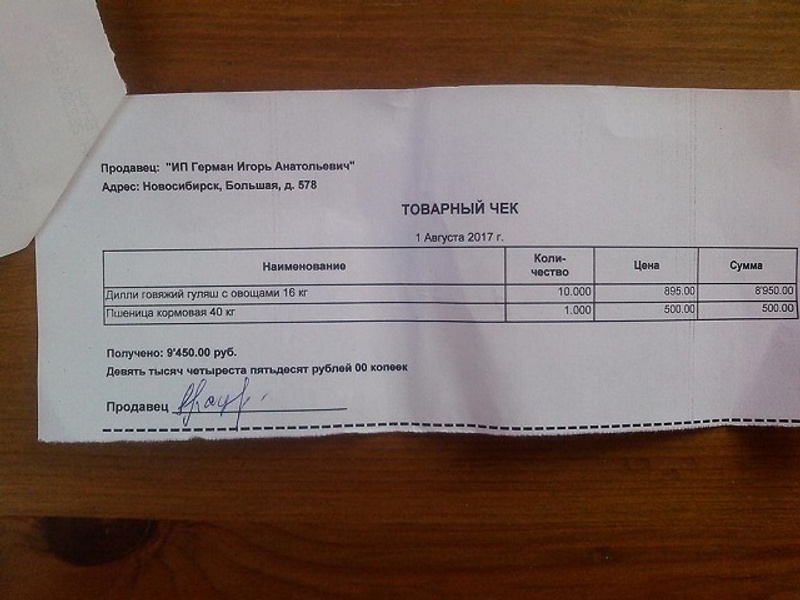 Продавец: "ИП Герман Игорь Анатольевич"
Адрес: Новосибирск, Большая, д. 578
ТОВАРНЫЙ ЧЕК
1 Августа 2017 г.
Наименование Коли-чество Цена Сумма
Дилли говяжий гуляш с овощами 16 кг 10.000 895.00 8'950.00
Пшеница кормовая 40 кг 1.000 500.00 500.00
Получено: 9'450.00 руб.
Девять тысяч четыреста пятьдесят рублей 00 копеек
Продавец